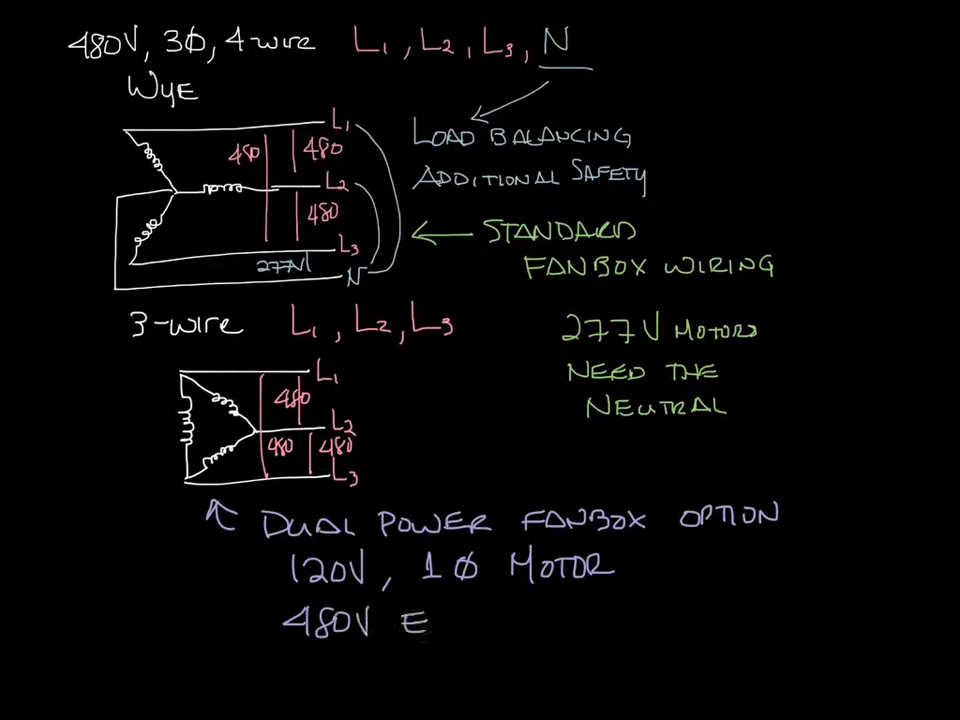 480V, 3Ø, 4-wire L1, L2, L3, N
WYE
LOAD BALANCING
ADDITIONAL SAFETY
L1
480 480
L2
480
L3
277V
N
STANDARD
FANBOX WIRING
3-wire L1, L2, L3
277V MOTORS
NEED THE
NEUTRAL
L1
480
L2
480 480
L3
DUAL POWER FANBOX OPTION
120V, 1Ø MOTOR
480V E